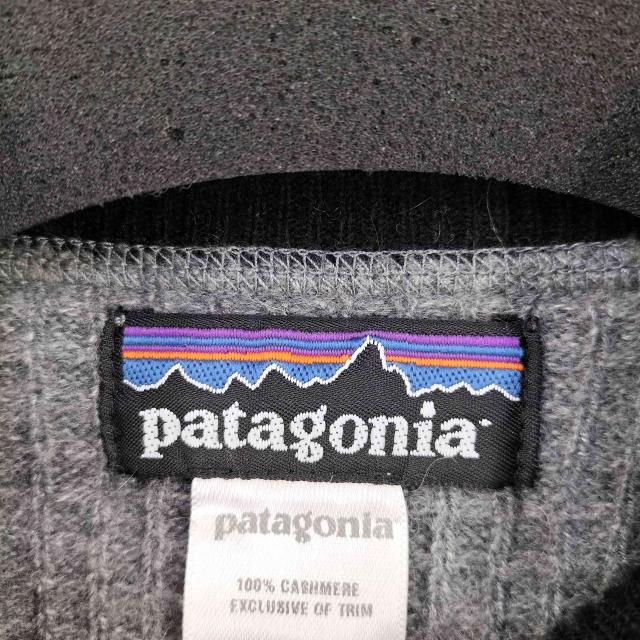 patagonia
patagonia
100% CASHMERE
EXCLUSIVE OF TRIM